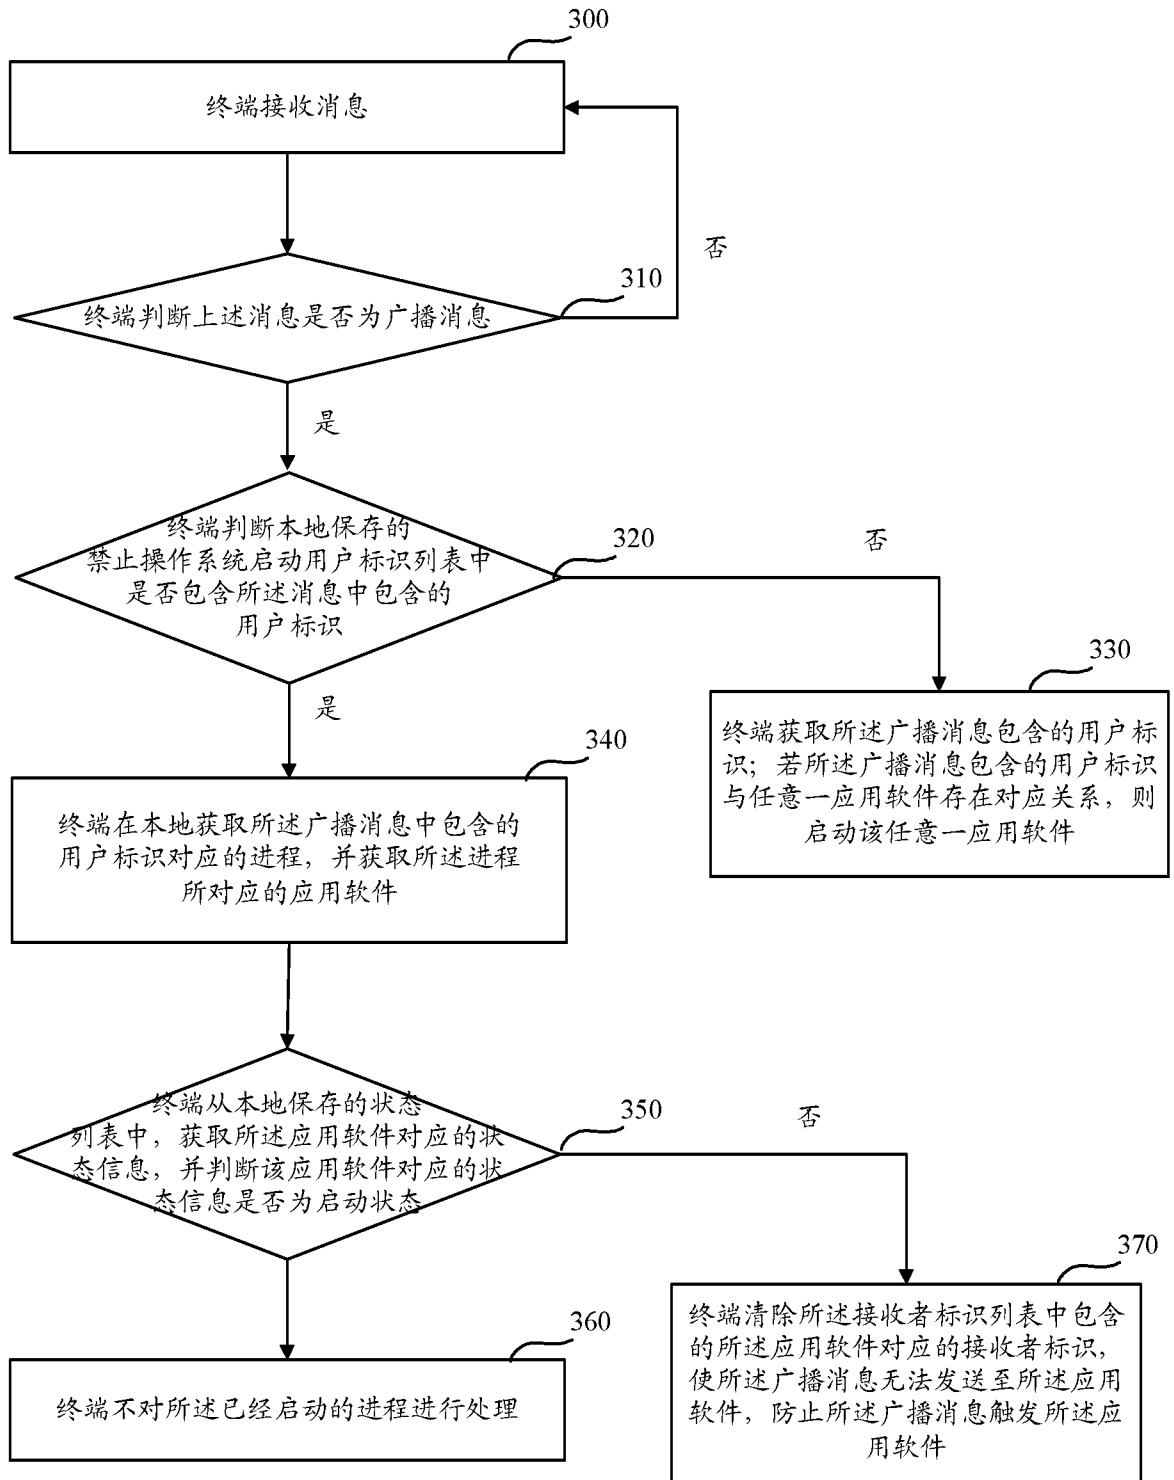 300
终端接收消息
否
310
终端判断上述消息是否为广播消息
是
终端判断本地保存的
禁止操作系统启动用户标识列表中
是否包含所述消息中包含的
用户标识
320
否
330
终端获取所述广播消息包含的用户标
识；若所述广播消息包含的用户标识
与任意一应用软件存在对应关系，则
启动该任意一应用软件
是
340
终端在本地获取所述广播消息中包含的
用户标识对应的进程，并获取所述进程
所对应的应用软件
终端从本地保存的状态
列表中，获取所述应用软件对应的状
态信息，并判断该应用软件对应的状
态信息是否为启动状态
350
否
360
终端不对所述已经启动的进程进行处理
370
终端清除所述接收者标识列表中包含
的所述应用软件对应的接收者标识，
使所述广播消息无法发送至所述应用
软件，防止所述广播消息触发所述应
用软件